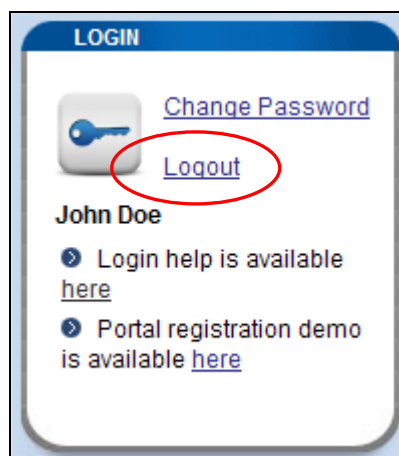 LOGIN
Change Password
Logout
John Doe
Login help is available
here
Portal registration demo
is available here